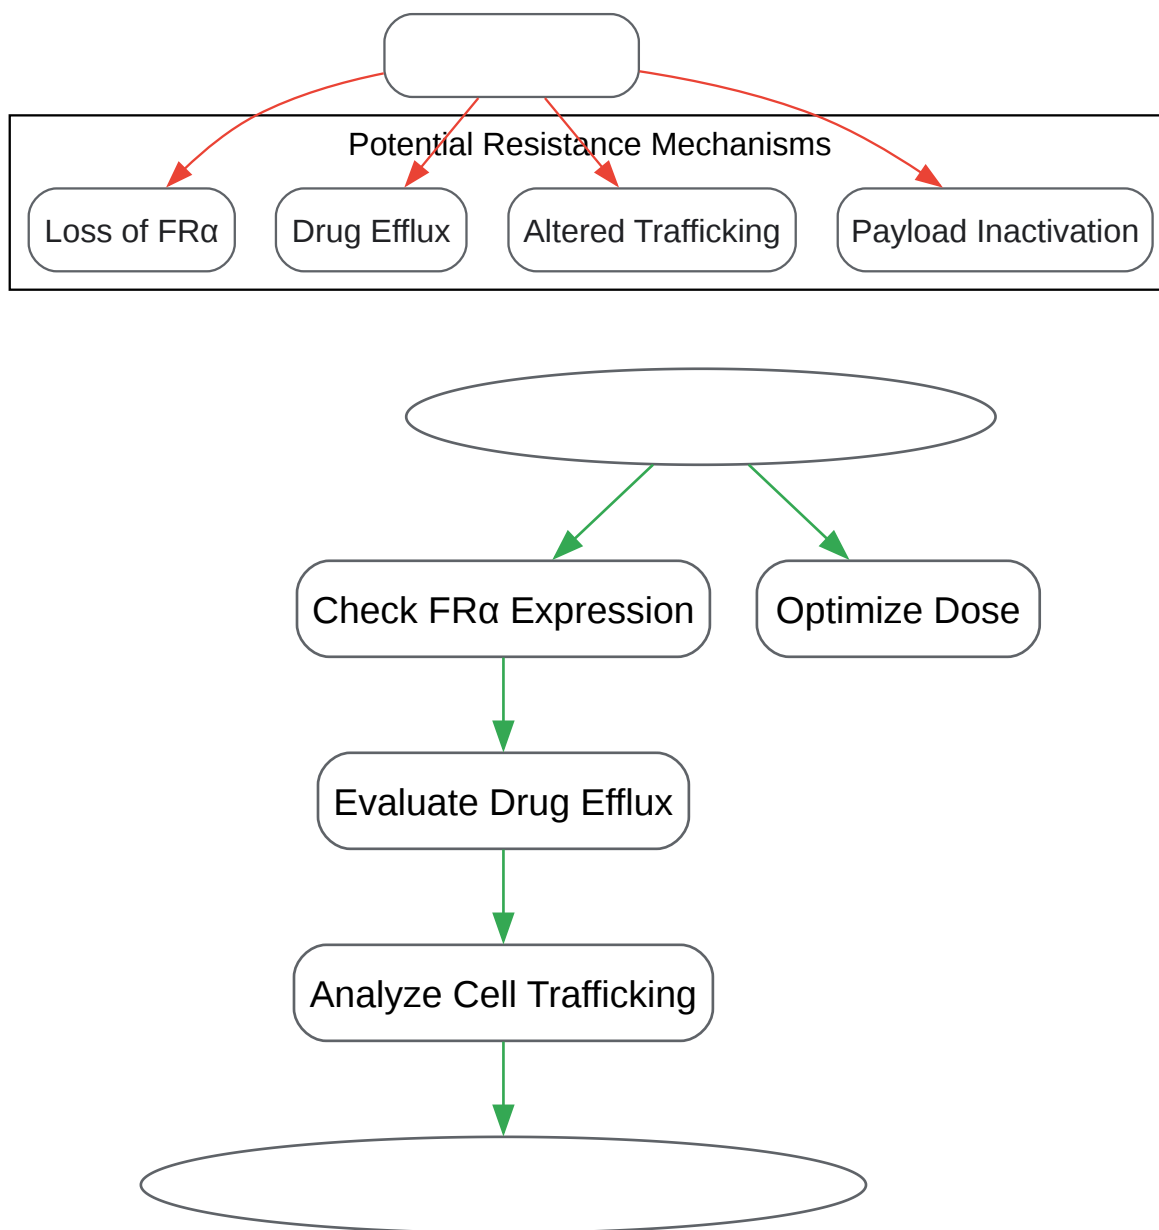 Potential Resistance Mechanisms
Loss of FRα
Drug Efflux
Altered Trafficking
Payload Inactivation
Check FRα Expression
Optimize Dose
Evaluate Drug Efflux
Analyze Cell Trafficking